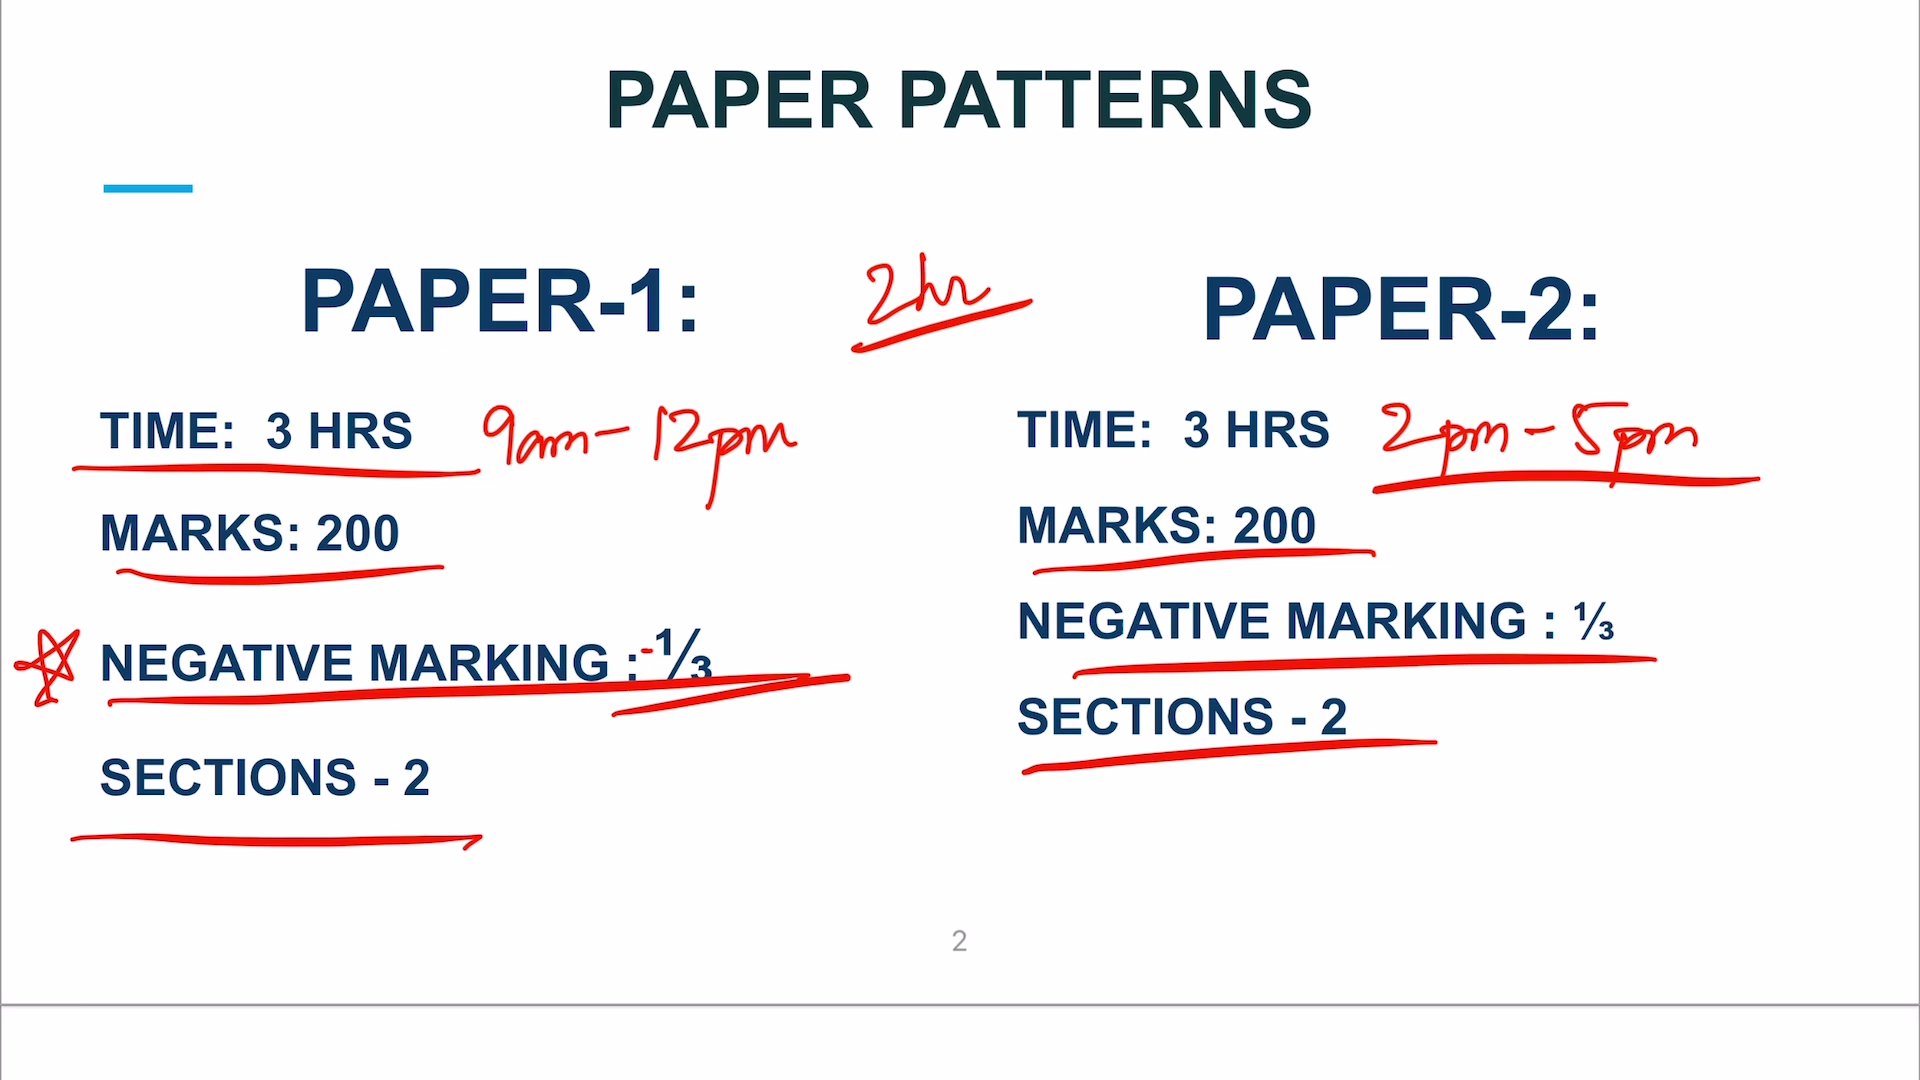 PAPER PATTERNS
PAPER-1:
TIME: 3 HRS 9am - 12pm
MARKS: 200
NEGATIVE MARKING : -⅓
SECTIONS - 2
2hr
PAPER-2:
TIME: 3 HRS 2pm - 5pm
MARKS: 200
NEGATIVE MARKING : ⅓
SECTIONS - 2
2